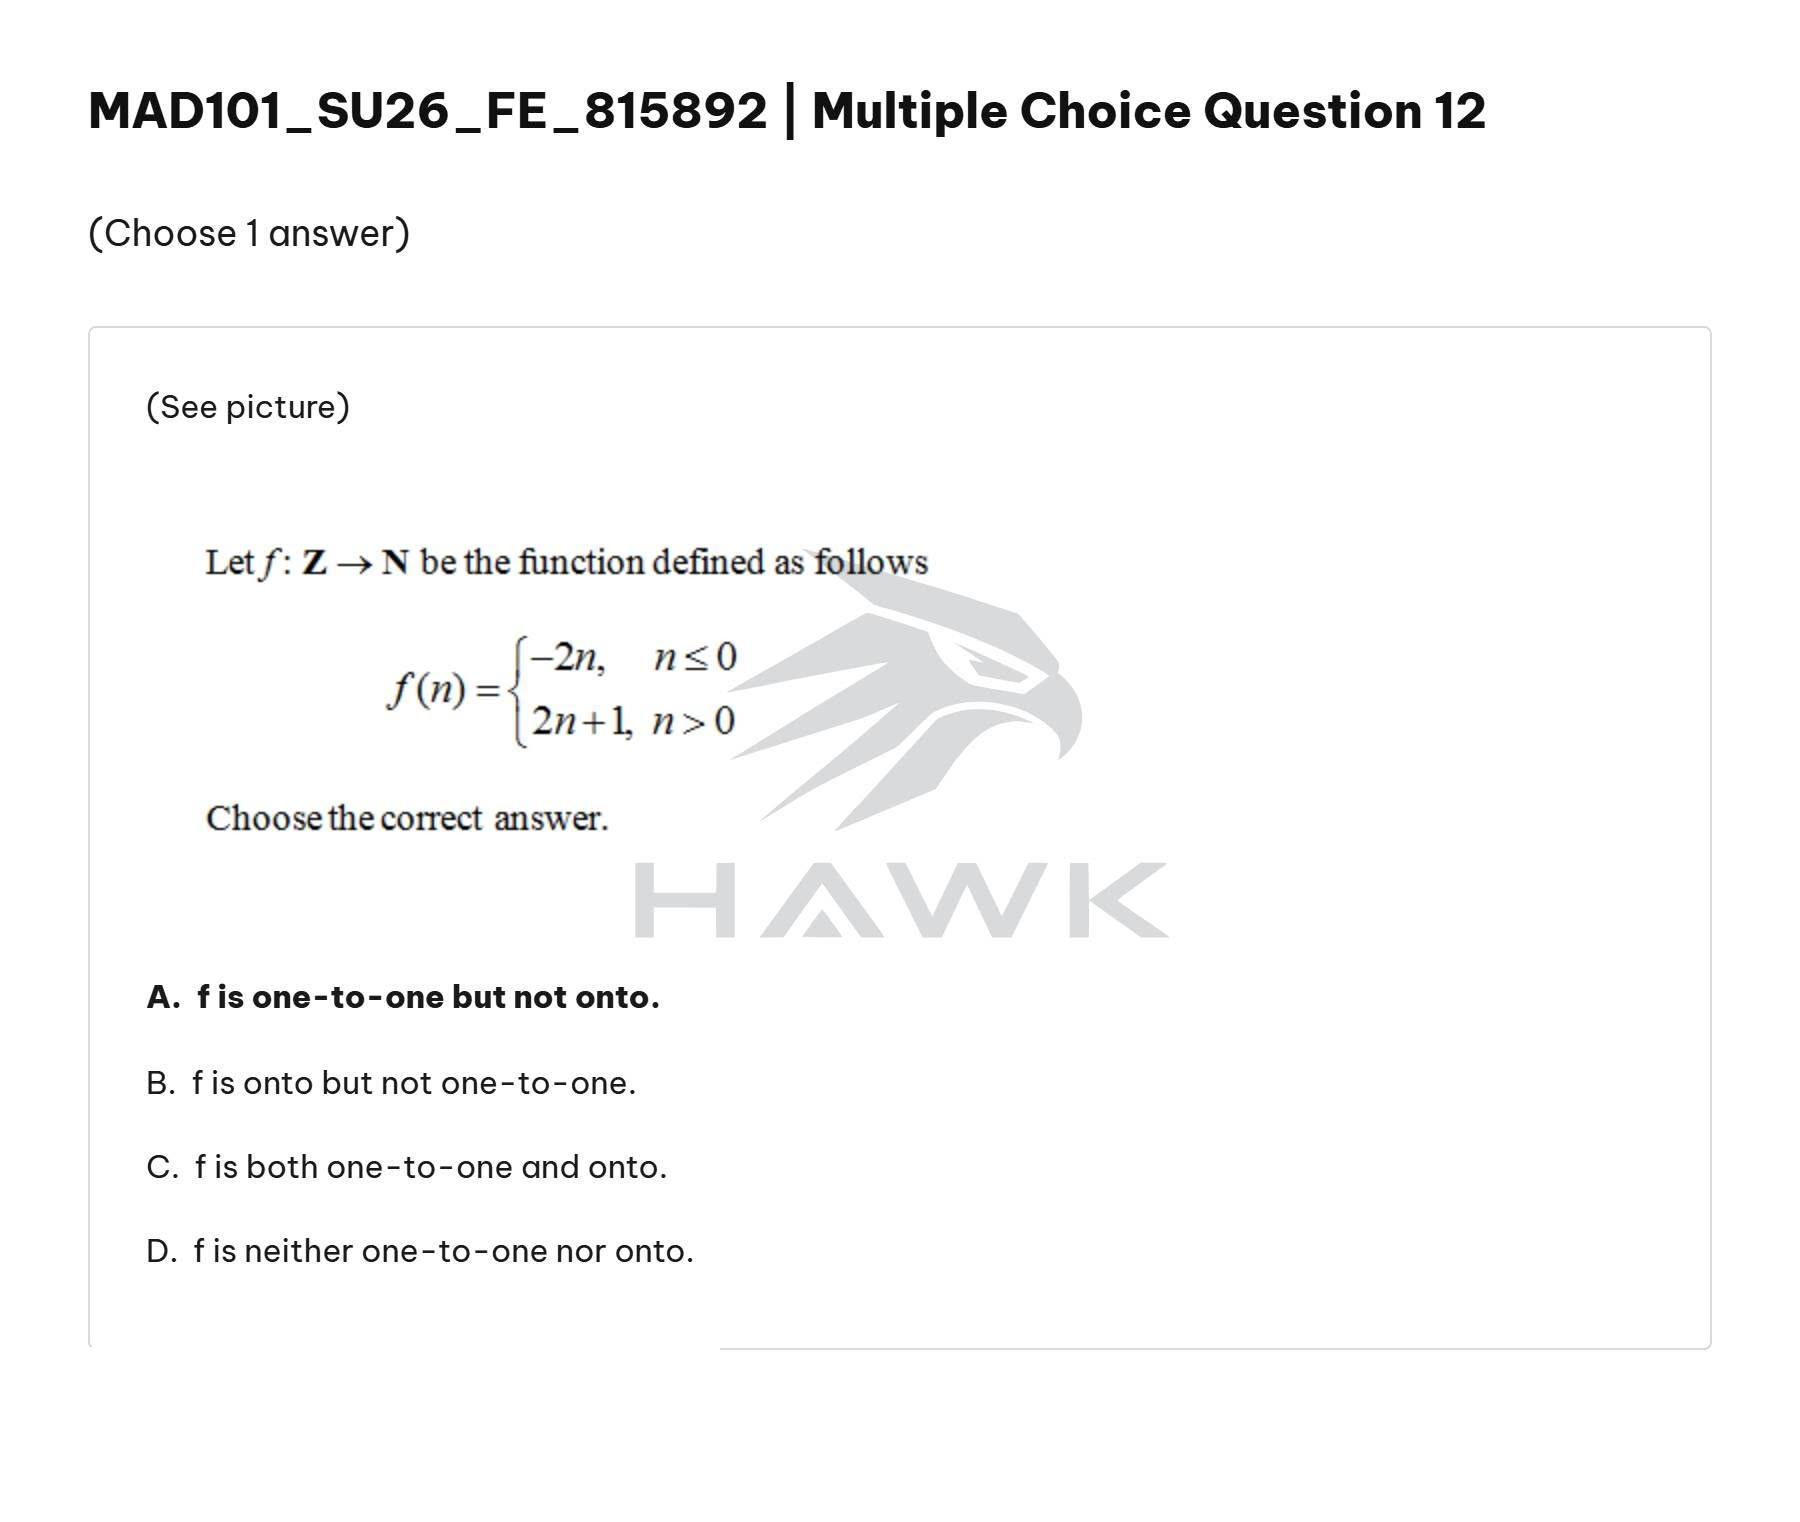 MAD101_SU26_FE_815892 | Multiple Choice Question 12
(Choose 1 answer)
(See picture)
Let f : Z → N be the function defined as follows
f(n) = { −2n, n ≤ 0
2n+1, n > 0
Choose the correct answer.
HAWK
A. f is one-to-one but not onto.
B. f is onto but not one-to-one.
C. f is both one-to-one and onto.
D. f is neither one-to-one nor onto.